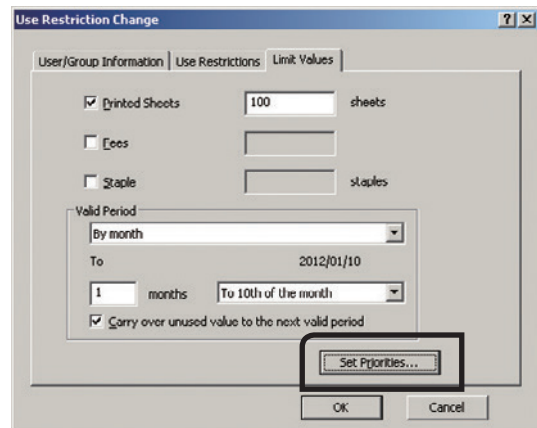 Use Restriction Change ? X
User/Group Information Use Restrictions Limit Values
Printed Sheets 100 sheets
Fees
Staple staples
Valid Period
By month
To 2012/01/10
1 months To 10th of the month
Carry over unused value to the next valid period
Set Priorities...
OK Cancel